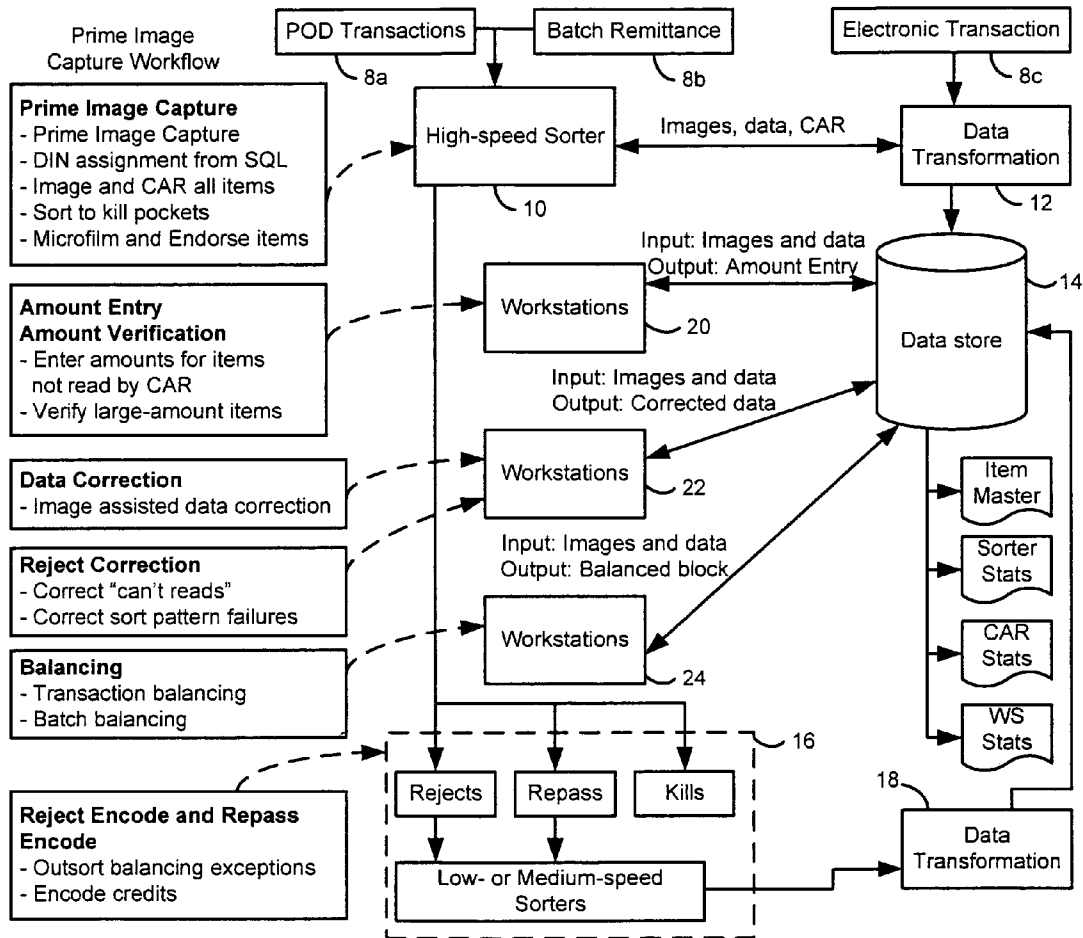 Prime Image
Capture Workflow
POD Transactions
Batch Remittance
Electronic Transaction
8a
8b
8c
Prime Image Capture
- Prime Image Capture
- DIN assignment from SQL
- Image and CAR all items
- Sort to kill pockets
- Microfilm and Endorse items
High-speed Sorter
10
Images, data, CAR
Data
Transformation
12
Input: Images and data
Output: Amount Entry
14
Amount Entry
Amount Verification
- Enter amounts for items
not read by CAR
- Verify large-amount items
Workstations
20
Data store
Input: Images and data
Output: Corrected data
Data Correction
- Image assisted data correction
Workstations
22
Item
Master
Input: Images and data
Output: Balanced block
Reject Correction
- Correct “can’t reads”
- Correct sort pattern failures
Sorter
Stats
Workstations
24
CAR
Stats
Balancing
- Transaction balancing
- Batch balancing
WS
Stats
16
Rejects
Repass
Kills
18
Reject Encode and Repass
Encode
- Outsort balancing exceptions
- Encode credits
Low- or Medium-speed
Sorters
Data
Transformation